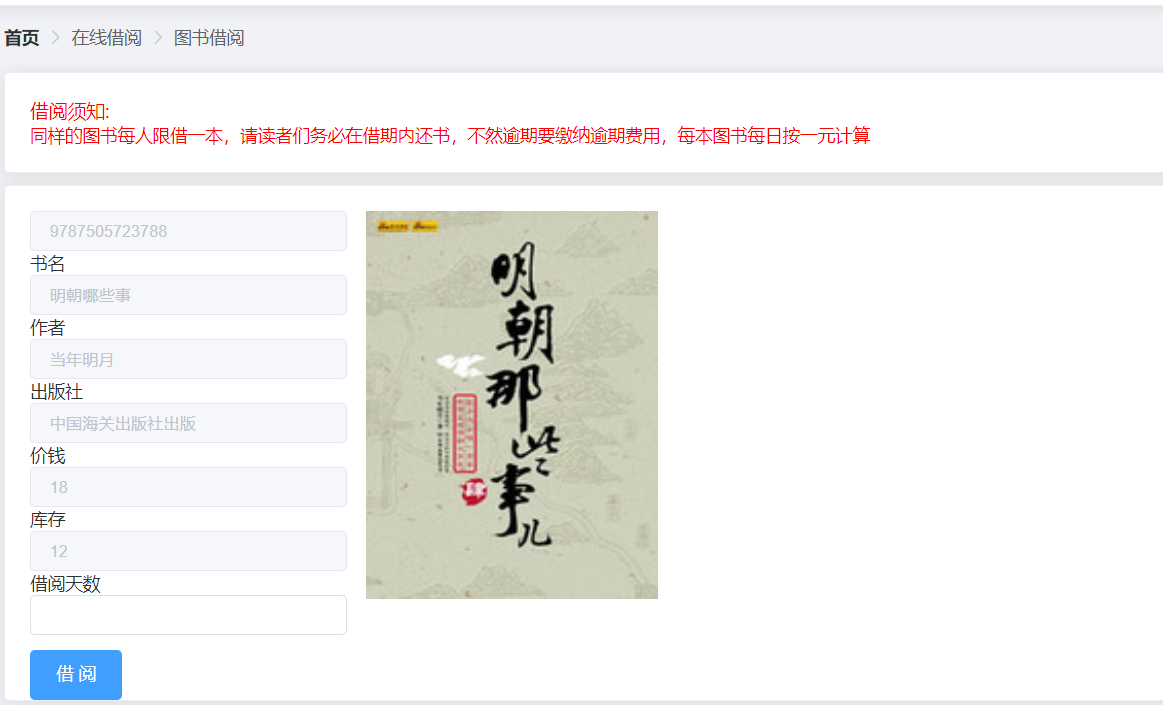 首页 > 在线借阅 > 图书借阅
借阅须知:
同样的图书每人限借一本，请读者们务必在借期内还书，不然逾期要缴纳逾期费用，每本图书每日按一元计算
9787505723788
书名
明朝哪些事
作者
当年明月
出版社
中国海关出版社出版
价钱
18
库存
12
借阅天数
借 阅
明朝那些事儿
肆